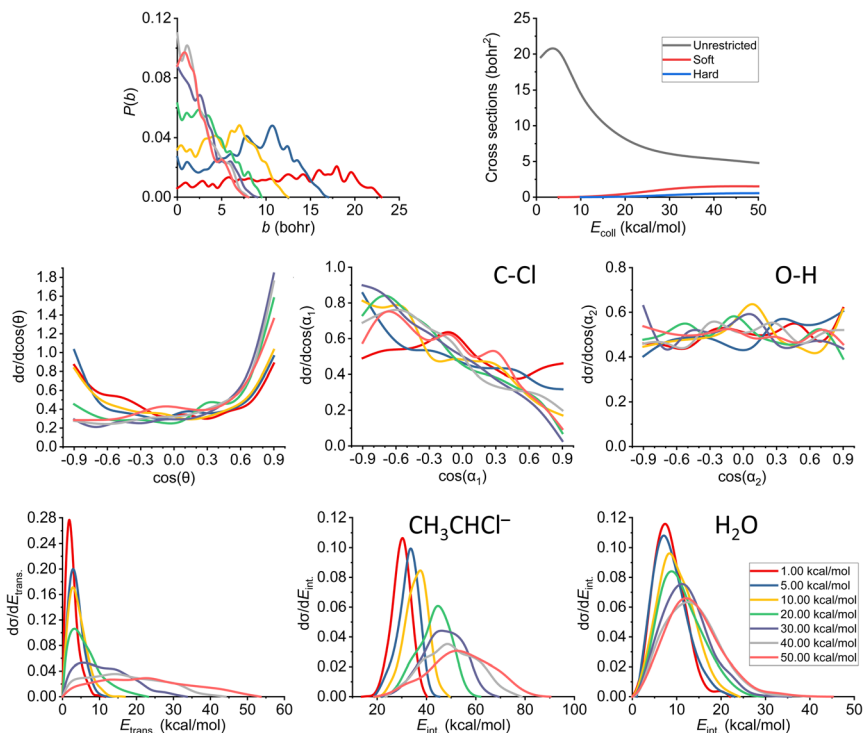 P(b)
0.12
0.08
0.04
0.00
0 5 10 15 20 25
b (bohr)
Cross sections (bohr²)
25
20
15
10
5
0
0 10 20 30 40 50
E_coll (kcal/mol)
Unrestricted
Soft
Hard
dσ/dcos(θ)
1.8
1.6
1.4
1.2
1.0
0.8
0.6
0.4
0.2
0.0
-0.9 -0.6 -0.3 0.0 0.3 0.6 0.9
cos(θ)
C-Cl
dσ/dcos(α₁)
1.0
0.8
0.6
0.4
0.2
0.0
-0.9 -0.6 -0.3 0.0 0.3 0.6 0.9
cos(α₁)
O-H
dσ/dcos(α₂)
0.8
0.6
0.4
0.2
0.0
-0.9 -0.6 -0.3 0.0 0.3 0.6 0.9
cos(α₂)
dσ/dE_trans.
0.28
0.24
0.20
0.16
0.12
0.08
0.04
0.00
0 10 20 30 40 50 60
E_trans. (kcal/mol)
CH₃CHCl⁻
dσ/dE_int.
0.12
0.10
0.08
0.06
0.04
0.02
0.00
20 40 60 80 100
E_int. (kcal/mol)
H₂O
dσ/dE_int.
0.12
0.10
0.08
0.06
0.04
0.02
0.00
0 10 20 30 40 50
E_int. (kcal/mol)
1.00 kcal/mol
5.00 kcal/mol
10.00 kcal/mol
20.00 kcal/mol
30.00 kcal/mol
40.00 kcal/mol
50.00 kcal/mol